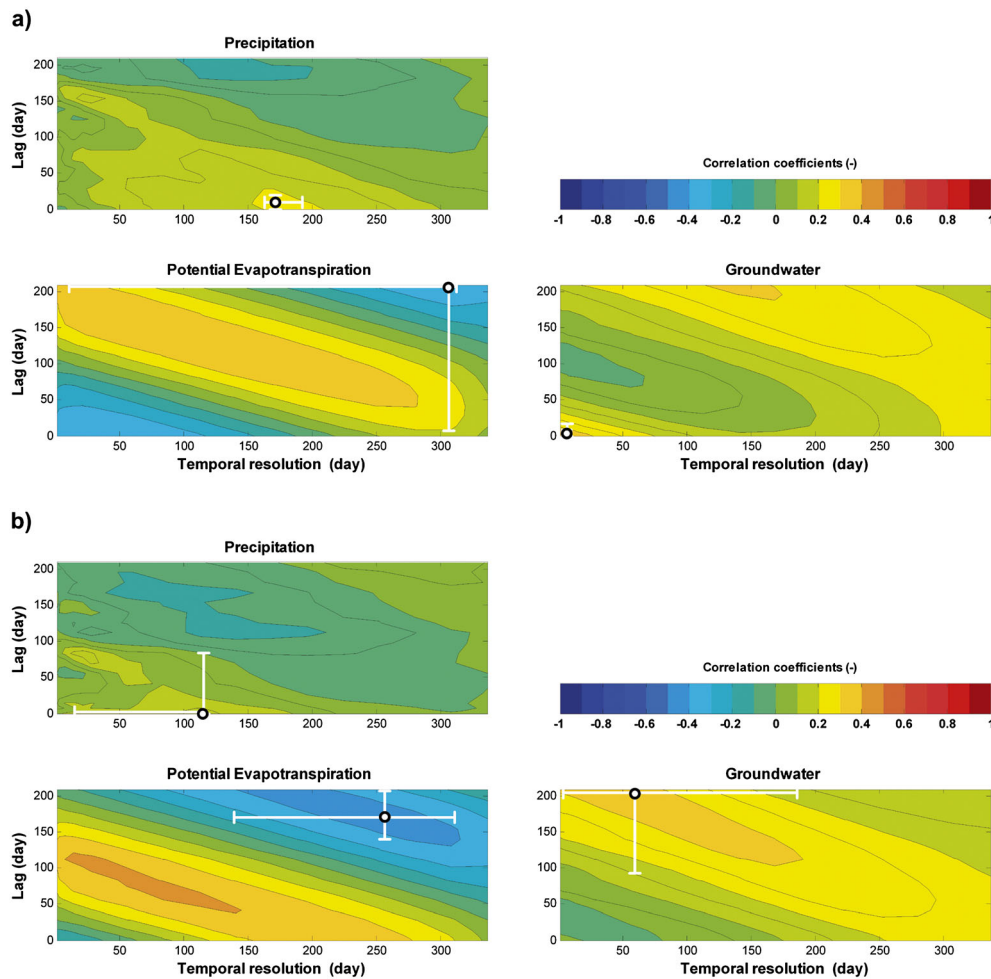 a)
Precipitation
Lag (day)
200
150
100
50
0
50 100 150 200 250 300
Correlation coefficients (-)
-1 -0.8 -0.6 -0.4 -0.2 0 0.2 0.4 0.6 0.8 1
Potential Evapotranspiration
Lag (day)
200
150
100
50
0
50 100 150 200 250 300
Temporal resolution (day)
Groundwater
200
150
100
50
0
50 100 150 200 250 300
Temporal resolution (day)
b)
Precipitation
Lag (day)
200
150
100
50
0
50 100 150 200 250 300
Correlation coefficients (-)
-1 -0.8 -0.6 -0.4 -0.2 0 0.2 0.4 0.6 0.8 1
Potential Evapotranspiration
Lag (day)
200
150
100
50
0
50 100 150 200 250 300
Temporal resolution (day)
Groundwater
200
150
100
50
0
50 100 150 200 250 300
Temporal resolution (day)